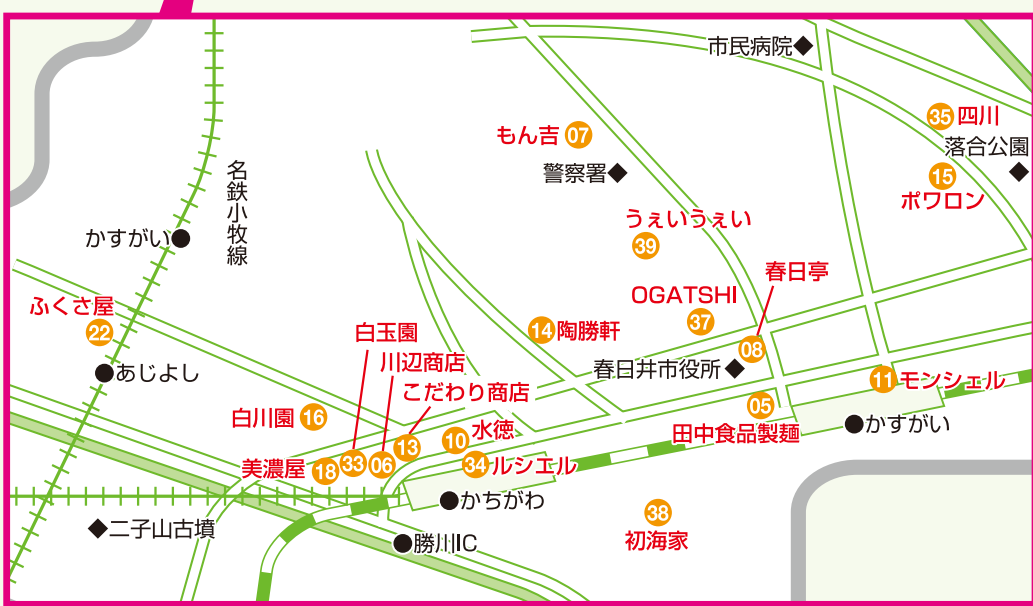 市民病院
35 四川
もん吉 07
落合公園
警察署
15
ポワロン
名鉄小牧線
うぇいうぇい
39
かすがい
春日亭
OGATSHI
37
ふくさ屋
22
14 陶勝軒
白玉園
08
川辺商店
春日井市役所
あじよし
11 モンシェル
こだわり商店
05
白川園 16
水徳
10
田中食品製麺
かすがい
13
美濃屋 18
33
06
34 ルシエル
かちがわ
38
初海家
二子山古墳
勝川IC